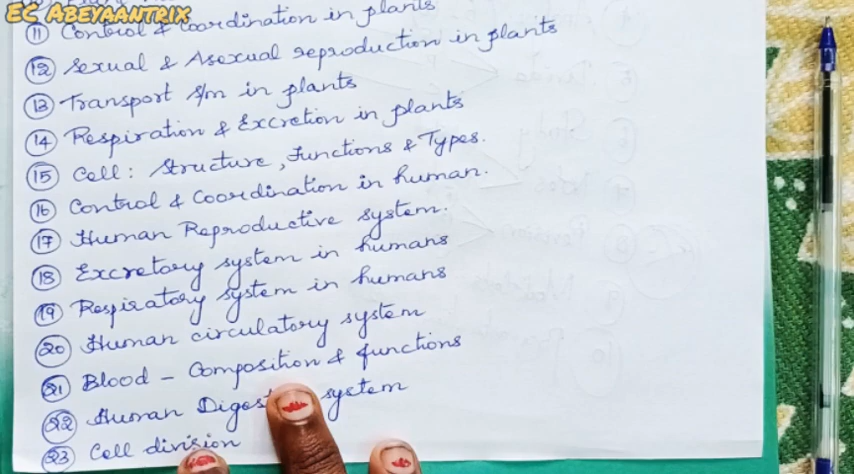 EC ABEYAANTRIX
⑪ Control & Coordination in plants
⑫ Sexual & Asexual reproduction in plants
⑬ Transport s/m in plants
⑭ Respiration & Excretion in plants
⑮ Cell : Structure, Functions & Types.
⑯ Control & Coordination in human.
⑰ Human Reproductive system.
⑱ Excretory system in humans
⑲ Respiratory system in humans
⑳ Human circulatory system
㉑ Blood - Composition & functions
㉒ Human Digest system
㉓ Cell division